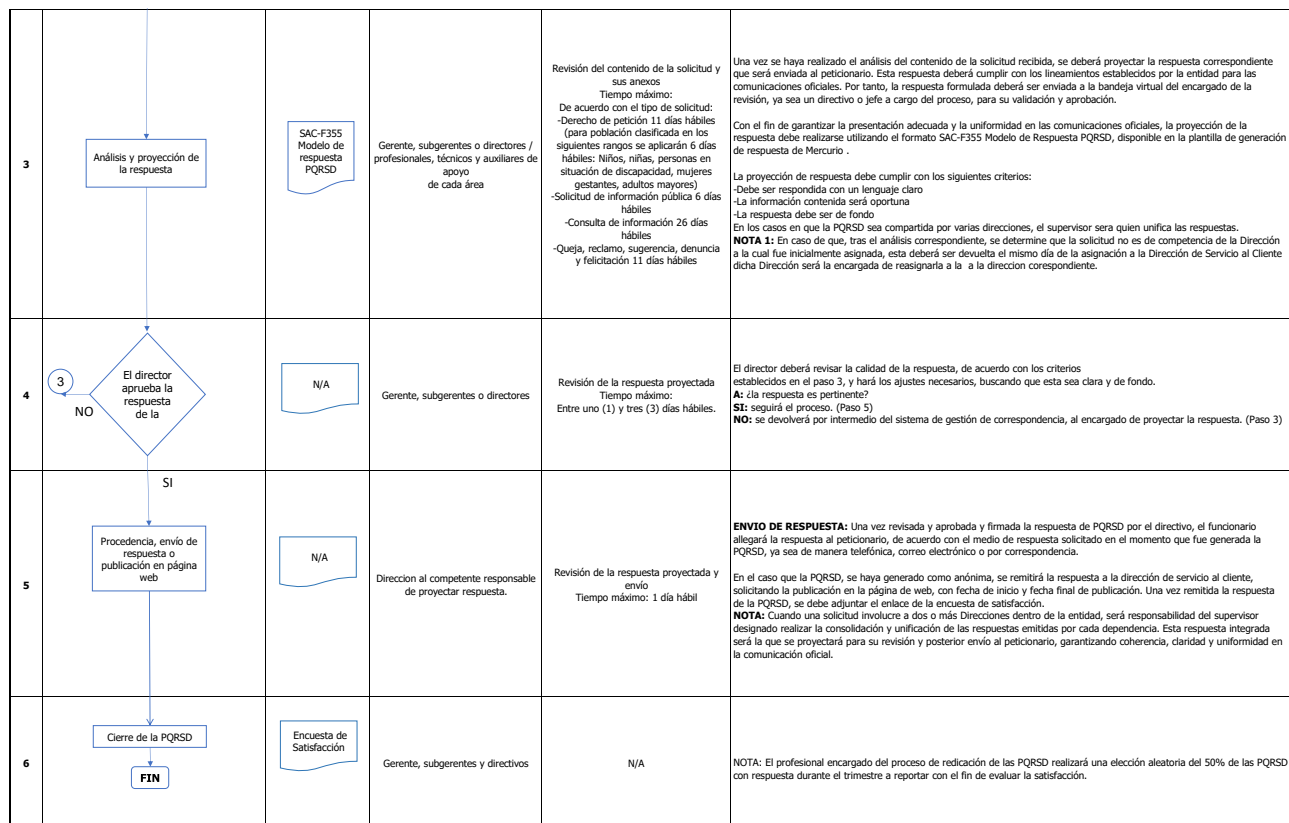 3
Análisis y proyección de
la respuesta
SAC-F355
Modelo de
respuesta
PQRSD
Gerente, subgerentes o directores /
profesionales, técnicos y auxiliares de
apoyo
de cada área
Revisión del contenido de la solicitud y
sus anexos
Tiempo máximo:
De acuerdo con el tipo de solicitud:
-Derecho de petición 11 días hábiles
(para población clasificada en los
siguientes rangos se aplicarán 6 días
hábiles: Niños, niñas, personas en
situación de discapacidad, mujeres
gestantes, adultos mayores)
-Solicitud de información pública 6 días
hábiles
-Consulta de información 26 días
hábiles
-Queja, reclamo, sugerencia, denuncia
y felicitación 11 días hábiles
Una vez se haya realizado el análisis del contenido de la solicitud recibida, se deberá proyectar la respuesta correspondiente
que será enviada al peticionario. Esta respuesta deberá cumplir con los lineamientos establecidos por la entidad para las
comunicaciones oficiales. Por tanto, la respuesta formulada deberá ser enviada a la bandeja virtual del encargado de la
revisión, ya sea un directivo o jefe a cargo del proceso, para su validación y aprobación.
Con el fin de garantizar la presentación adecuada y la uniformidad en las comunicaciones oficiales, la proyección de la
respuesta debe realizarse utilizando el formato SAC-F355 Modelo de Respuesta PQRSD, disponible en la plantilla de generación
de respuesta de Mercurio .
La proyección de respuesta debe cumplir con los siguientes criterios:
-Debe ser respondida con un lenguaje claro
-La información contenida será oportuna
-La respuesta debe ser de fondo
En los casos en que la PQRSD sea compartida por varias direcciones, el supervisor sera quien unifica las respuestas.
NOTA 1: En caso de que, tras el análisis correspondiente, se determine que la solicitud no es de competencia de la Dirección
a la cual fue inicialmente asignada, esta deberá ser devuelta el mismo día de la asignación a la Dirección de Servicio al Cliente
dicha Dirección será la encargada de reasignarla a la a la direccion corespondiente.
4
3
NO
El director
aprueba la
respuesta
de la
N/A
Gerente, subgerentes o directores
Revisión de la respuesta proyectada
Tiempo máximo:
Entre uno (1) y tres (3) días hábiles.
El director deberá revisar la calidad de la respuesta, de acuerdo con los criterios
establecidos en el paso 3, y hará los ajustes necesarios, buscando que esta sea clara y de fondo.
A: ¿la respuesta es pertinente?
SI: seguirá el proceso. (Paso 5)
NO: se devolverá por intermedio del sistema de gestión de correspondencia, al encargado de proyectar la respuesta. (Paso 3)
5
SI
Procedencia, envío de
respuesta o
publicación en página
web
N/A
Direccion al competente responsable
de proyectar respuesta.
Revisión de la respuesta proyectada y
envío
Tiempo máximo: 1 día hábil
ENVIO DE RESPUESTA: Una vez revisada y aprobada y firmada la respuesta de PQRSD por el directivo, el funcionario
allegará la respuesta al peticionario, de acuerdo con el medio de respuesta solicitado en el momento que fue generada la
PQRSD, ya sea de manera telefónica, correo electrónico o por correspondencia.
En el caso que la PQRSD, se haya generado como anónima, se remitirá la respuesta a la dirección de servicio al cliente,
solicitando la publicación en la página de web, con fecha de inicio y fecha final de publicación. Una vez remitida la respuesta
de la PQRSD, se debe adjuntar el enlace de la encuesta de satisfacción.
NOTA: Cuando una solicitud involucre a dos o más Direcciones dentro de la entidad, será responsabilidad del supervisor
designado realizar la consolidación y unificación de las respuestas emitidas por cada dependencia. Esta respuesta integrada
será la que se proyectará para su revisión y posterior envío al peticionario, garantizando coherencia, claridad y uniformidad en
la comunicación oficial.
6
Cierre de la PQRSD
FIN
Encuesta de
Satisfacción
Gerente, subgerentes y directivos
N/A
NOTA: El profesional encargado del proceso de redicación de las PQRSD realizará una elección aleatoria del 50% de las PQRSD
con respuesta durante el trimestre a reportar con el fin de evaluar la satisfacción.